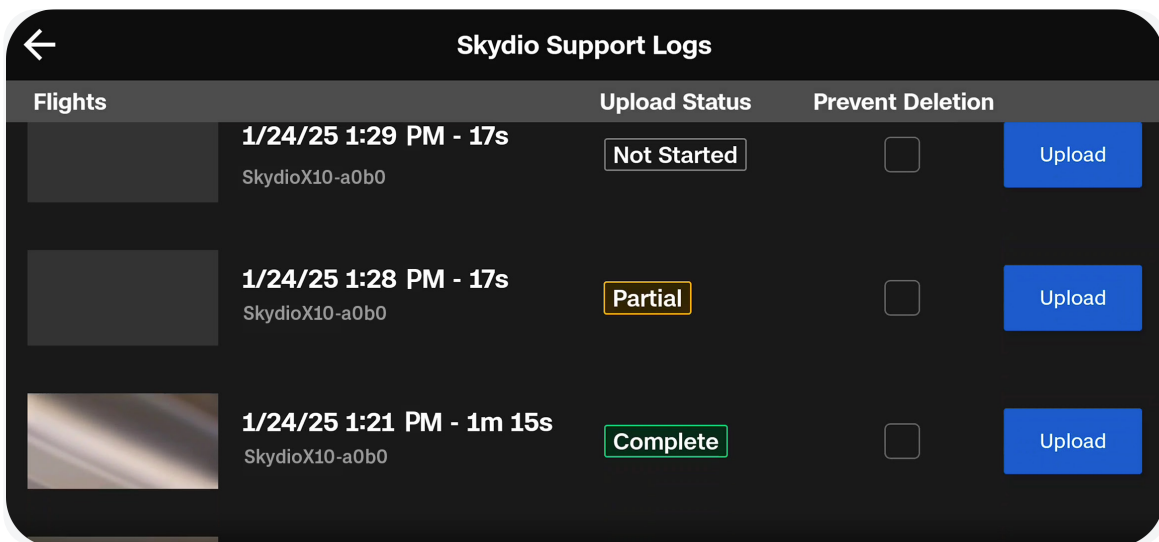 Skydio Support Logs
Flights Upload Status Prevent Deletion
1/24/25 1:29 PM - 17s
SkydioX10-a0b0
Not Started
Upload
1/24/25 1:28 PM - 17s
SkydioX10-a0b0
Partial
Upload
1/24/25 1:21 PM - 1m 15s
SkydioX10-a0b0
Complete
Upload